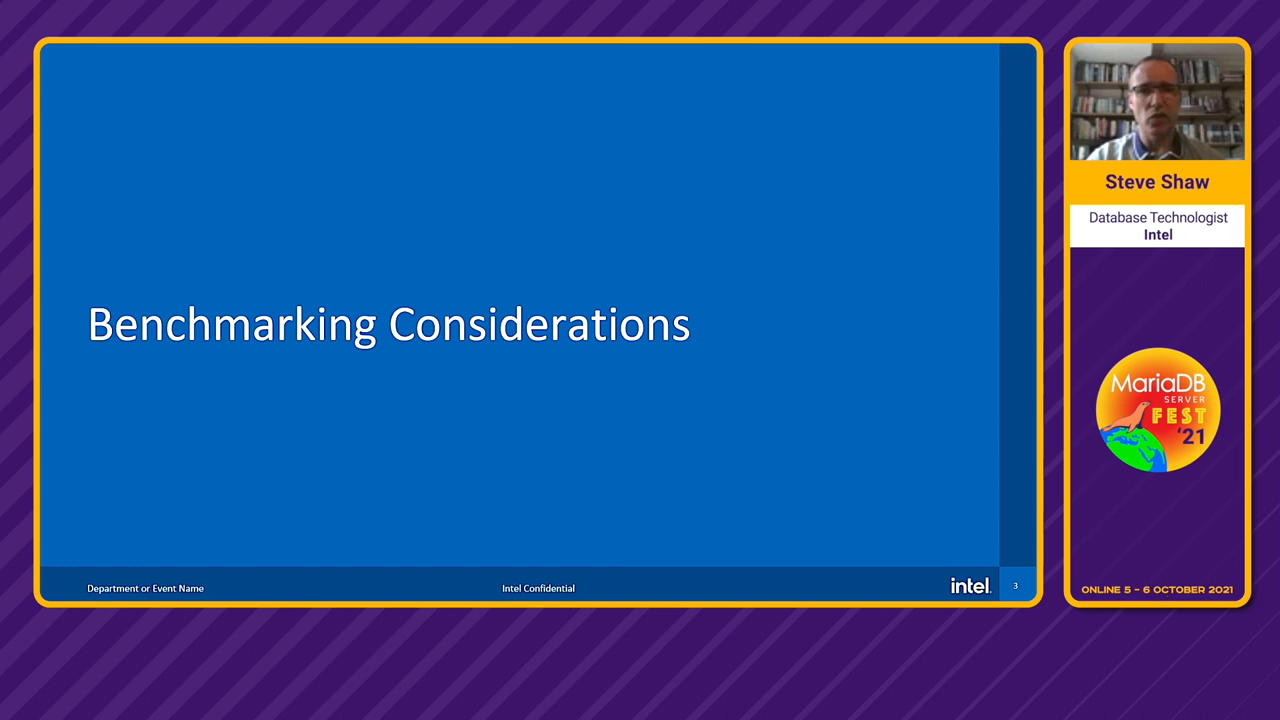 Benchmarking Considerations
Department or Event Name
Intel Confidential
intel.
3
Steve Shaw
Database Technologist
Intel
MariaDB
SERVER
FEST
'21
ONLINE 5 – 6 OCTOBER 2021